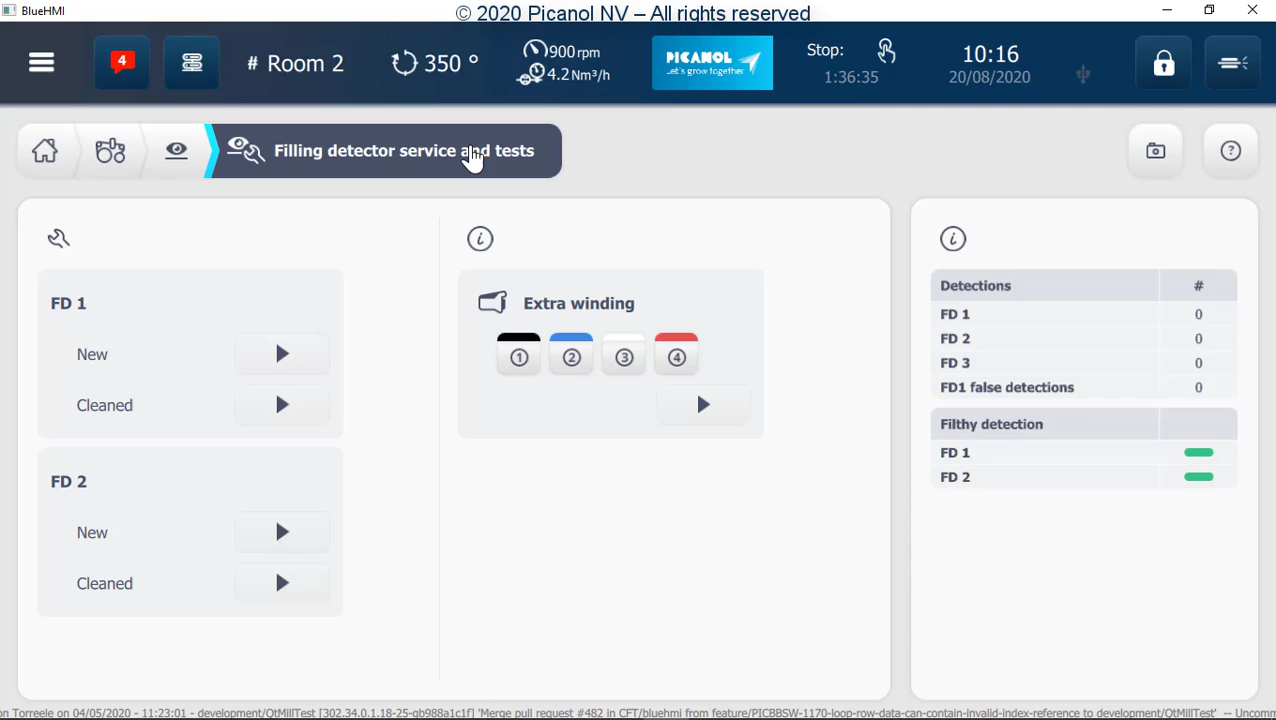 BlueHMI
© 2020 Picanol NV – All rights reserved
4
# Room 2
350 °
900 rpm
4.2 Nm³/h
PICANOL
Let's grow together
Stop:
1:36:35
10:16
20/08/2020
Filling detector service and tests
FD 1
New
Cleaned
FD 2
New
Cleaned
Extra winding
1 2 3 4
Detections #
FD 1 0
FD 2 0
FD 3 0
FD1 false detections 0
Filthy detection
FD 1
FD 2
on Torreele on 04/05/2020 - 11:23:01 - development/QtMillTest [302.34.0.1.18-25-gb988a1c1f] 'Merge pull request #482 in CFT/bluehmi from feature/PICBBSW-1170-loop-row-data-can-contain-invalid-index-reference to development/QtMillTest' -- Uncomm